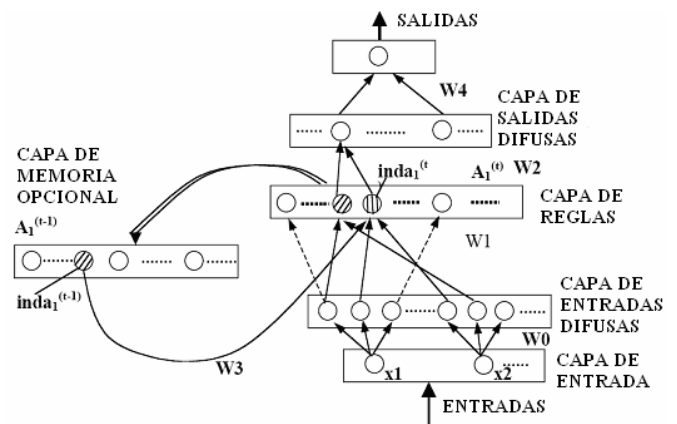 SALIDAS
W4
CAPA DE
SALIDAS
DIFUSAS
CAPA DE
MEMORIA
OPCIONAL
inda₁⁽ᵗ
A₁⁽ᵗ⁾
W2
CAPA DE
REGLAS
A₁⁽ᵗ⁻¹⁾
W1
inda₁⁽ᵗ⁻¹⁾
CAPA DE
ENTRADAS
DIFUSAS
W0
W3
x1
x2
CAPA DE
ENTRADA
ENTRADAS